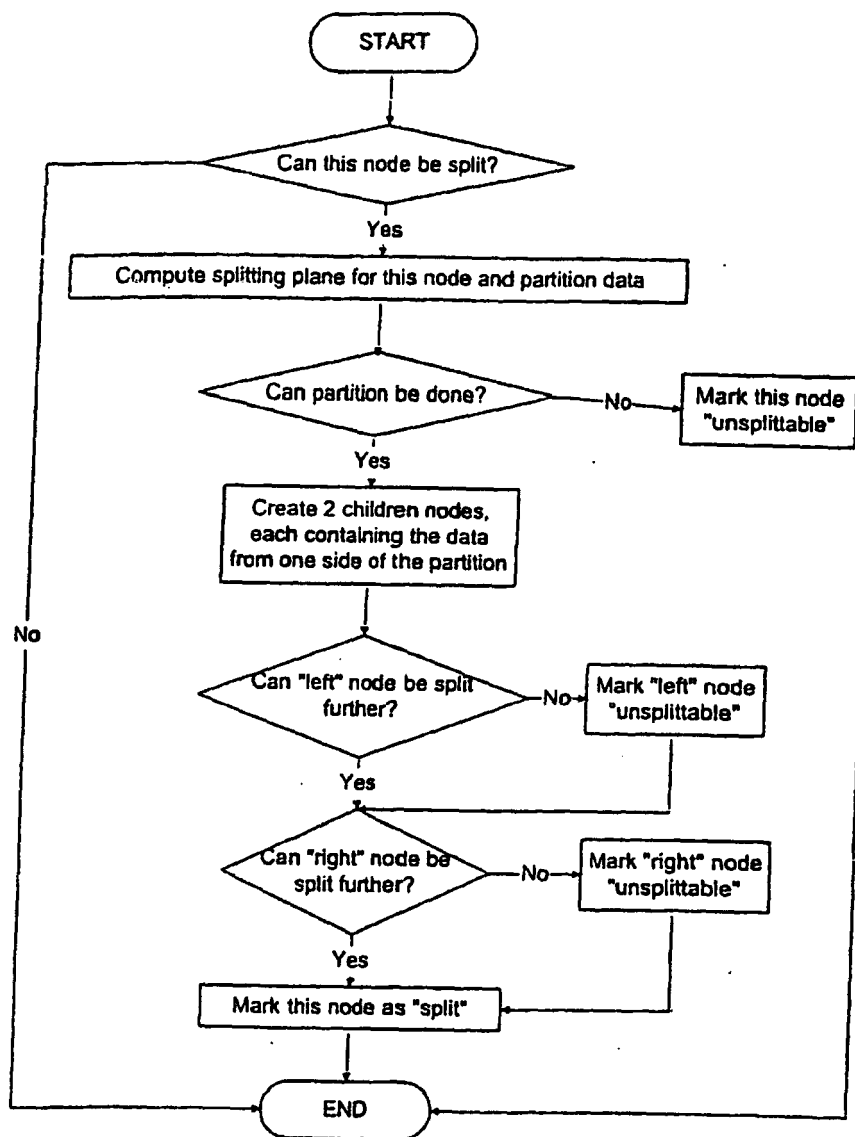 START
Can this node be split?
Yes
Compute splitting plane for this node and partition data
Can partition be done?
No
Mark this node
"unsplittable"
Yes
Create 2 children nodes,
each containing the data
from one side of the partition
No
Can "left" node be split
further?
No
Mark "left" node
"unsplittable"
Yes
Can "right" node be
split further?
No
Mark "right" node
"unsplittable"
Yes
Mark this node as "split"
END